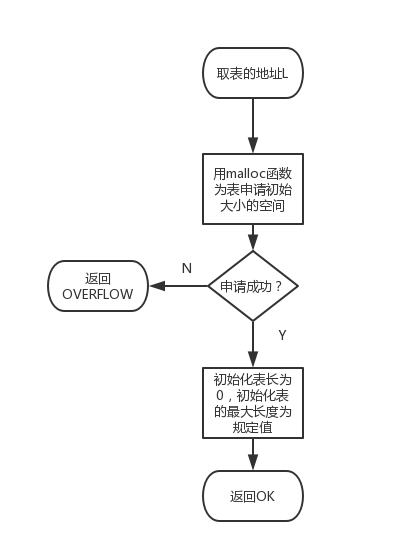 取表的地址L
用malloc函数
为表申请初始
大小的空间
申请成功？
N
返回
OVERFLOW
Y
初始化表长为
0，初始化表
的最大长度为
规定值
返回OK